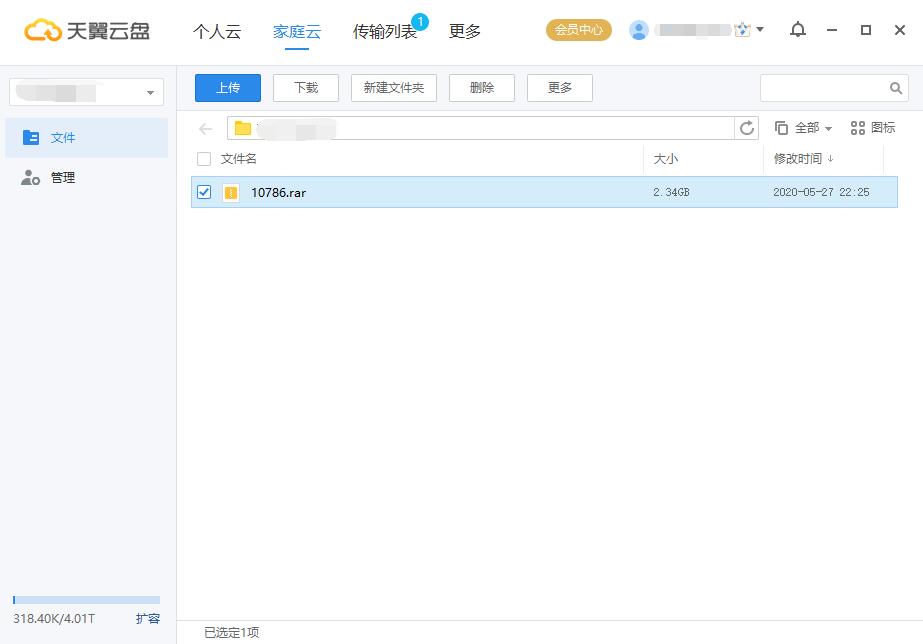 天翼云盘
个人云 家庭云 传输列表 1 更多 会员中心
上传 下载 新建文件夹 删除 更多
全部 图标
文件
管理
文件名 大小 修改时间 ↓
10786.rar 2.34GB 2020-05-27 22:25
318.40K/4.01T 扩容
已选定1项